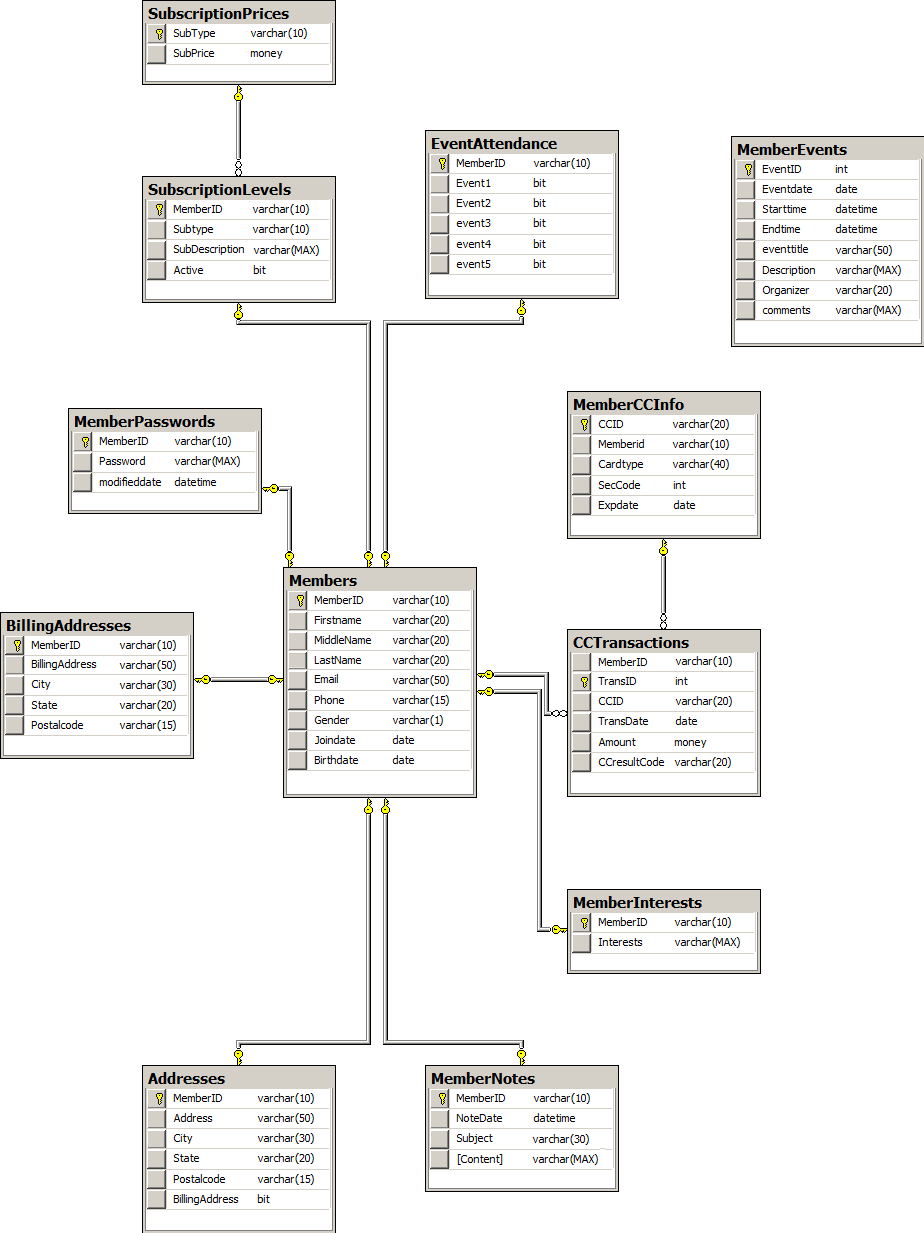 SubscriptionPrices
SubType varchar(10)
SubPrice money
SubscriptionLevels
MemberID varchar(10)
Subtype varchar(10)
SubDescription varchar(MAX)
Active bit
EventAttendance
MemberID varchar(10)
Event1 bit
Event2 bit
event3 bit
event4 bit
event5 bit
MemberEvents
EventID int
Eventdate date
Starttime datetime
Endtime datetime
eventtitle varchar(50)
Description varchar(MAX)
Organizer varchar(20)
comments varchar(MAX)
MemberPasswords
MemberID varchar(10)
Password varchar(MAX)
modifieddate datetime
MemberCCInfo
CCID varchar(20)
Memberid varchar(10)
Cardtype varchar(40)
SecCode int
Expdate date
Members
MemberID varchar(10)
Firstname varchar(20)
MiddleName varchar(20)
LastName varchar(20)
Email varchar(50)
Phone varchar(15)
Gender varchar(1)
Joindate date
Birthdate date
BillingAddresses
MemberID varchar(10)
BillingAddress varchar(50)
City varchar(30)
State varchar(20)
Postalcode varchar(15)
CCTransactions
MemberID varchar(10)
TransID int
CCID varchar(20)
TransDate date
Amount money
CCresultCode varchar(20)
MemberInterests
MemberID varchar(10)
Interests varchar(MAX)
Addresses
MemberID varchar(10)
Address varchar(50)
City varchar(30)
State varchar(20)
Postalcode varchar(15)
BillingAddress bit
MemberNotes
MemberID varchar(10)
NoteDate datetime
Subject varchar(30)
[Content] varchar(MAX)